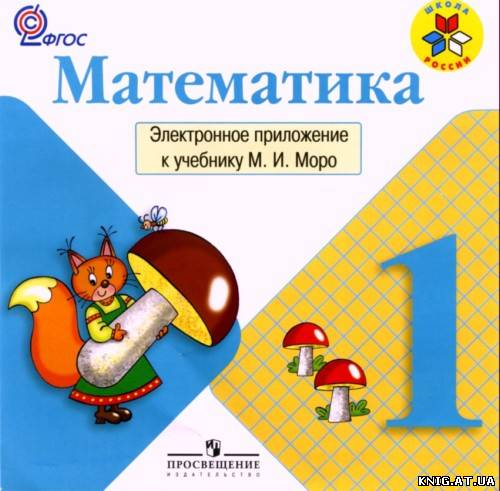 ФГОС
ШКОЛА
РОССИИ
Математика
Электронное приложение
к учебнику М. И. Моро
1
ПРОСВЕЩЕНИЕ
ИЗДАТЕЛЬСТВО
KNIG.AT.UA